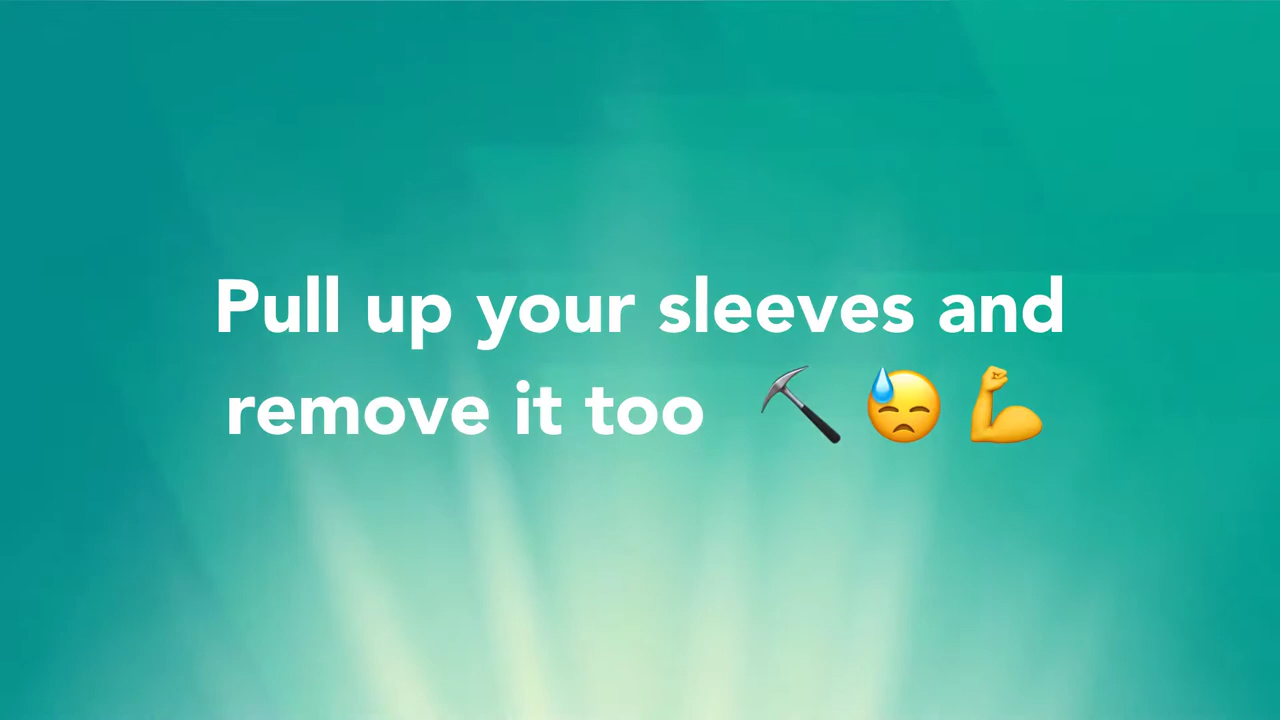 Pull up your sleeves and
remove it too ⛏️ 😓 💪